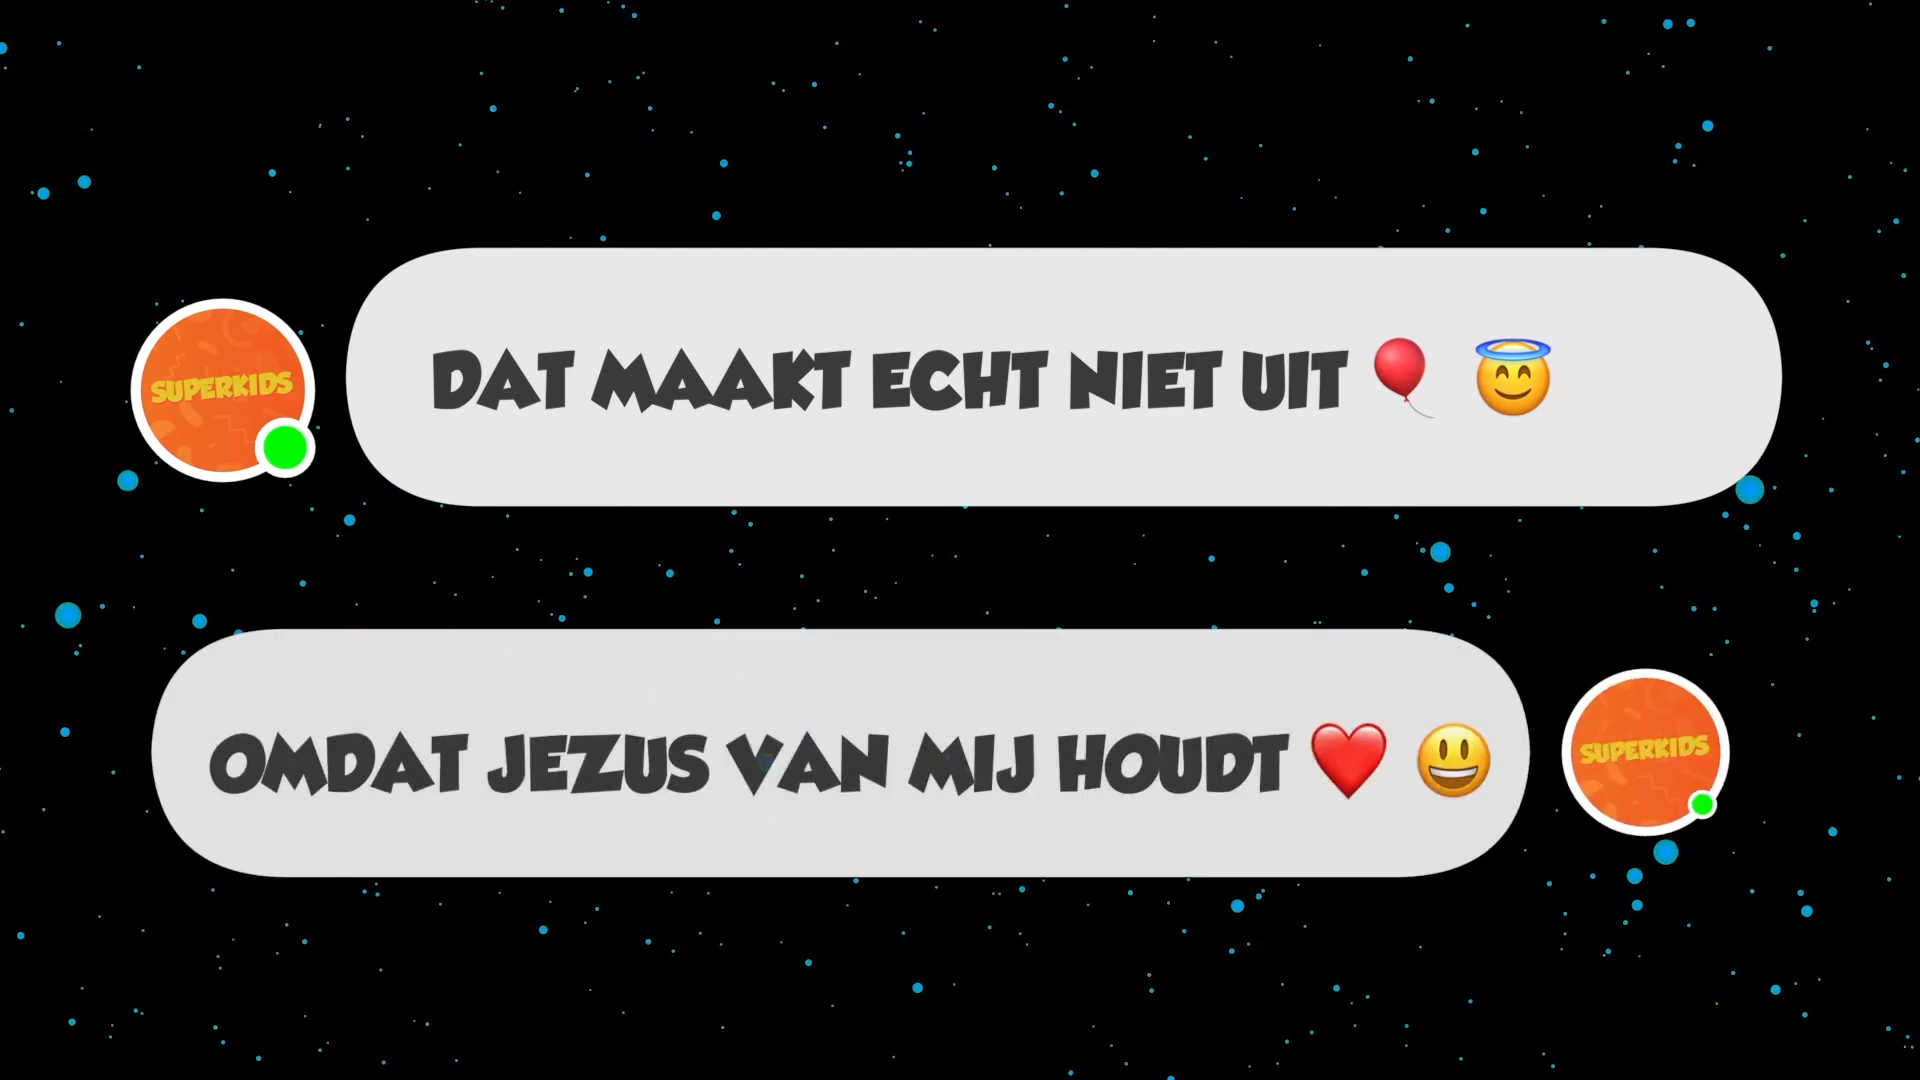 SUPERKIDS
DAT MAAKT ECHT NIET UIT 🎈 😇
OMDAT JEZUS VAN MIJ HOUDT ❤️ 😃
SUPERKIDS